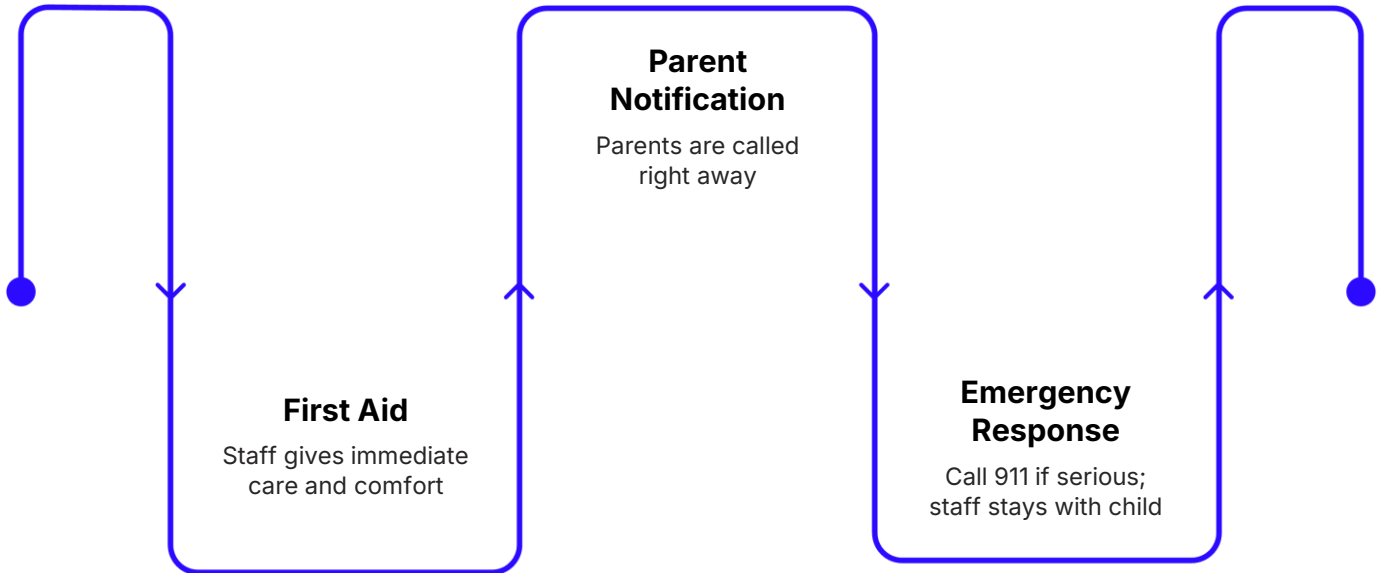 First Aid
Staff gives immediate
care and comfort
Parent
Notification
Parents are called
right away
Emergency
Response
Call 911 if serious;
staff stays with child